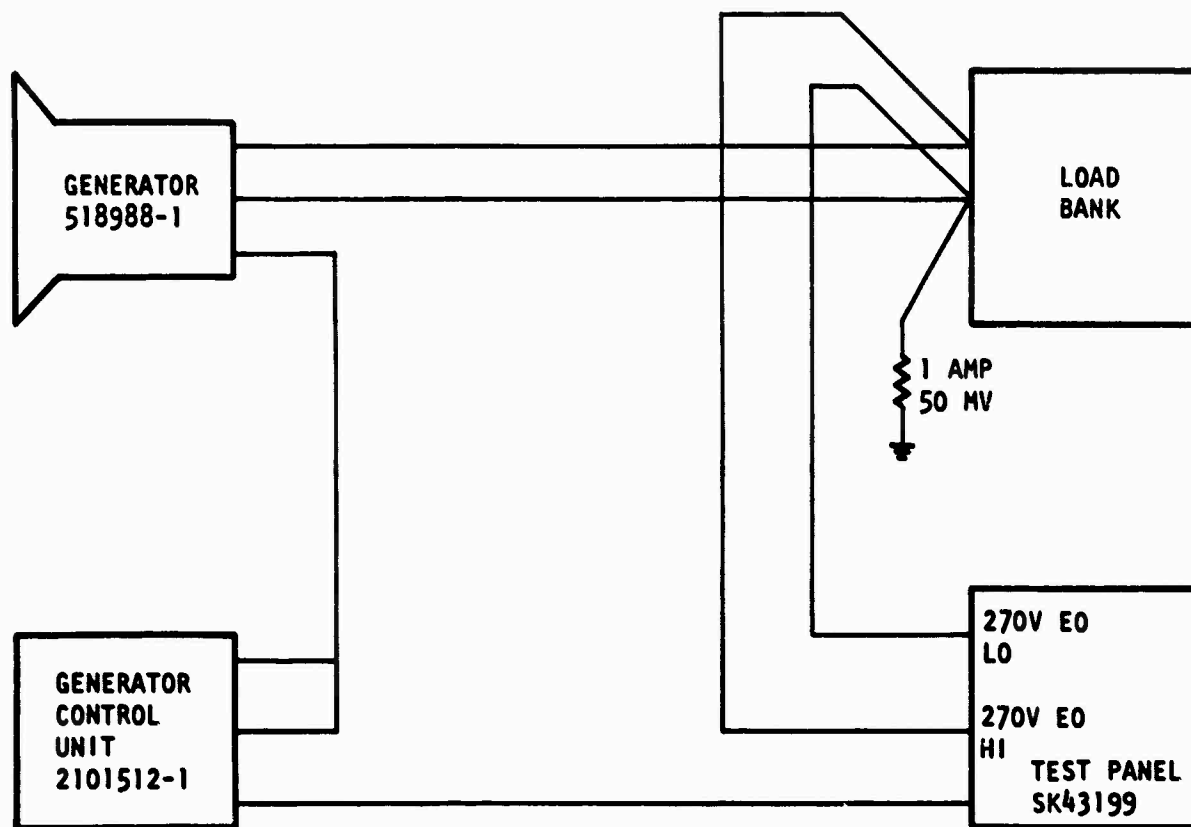 GENERATOR
518988-1
LOAD
BANK
1 AMP
50 MV
270V EO
LO
270V EO
HI
TEST PANEL
SK43199
GENERATOR
CONTROL
UNIT
2101512-1